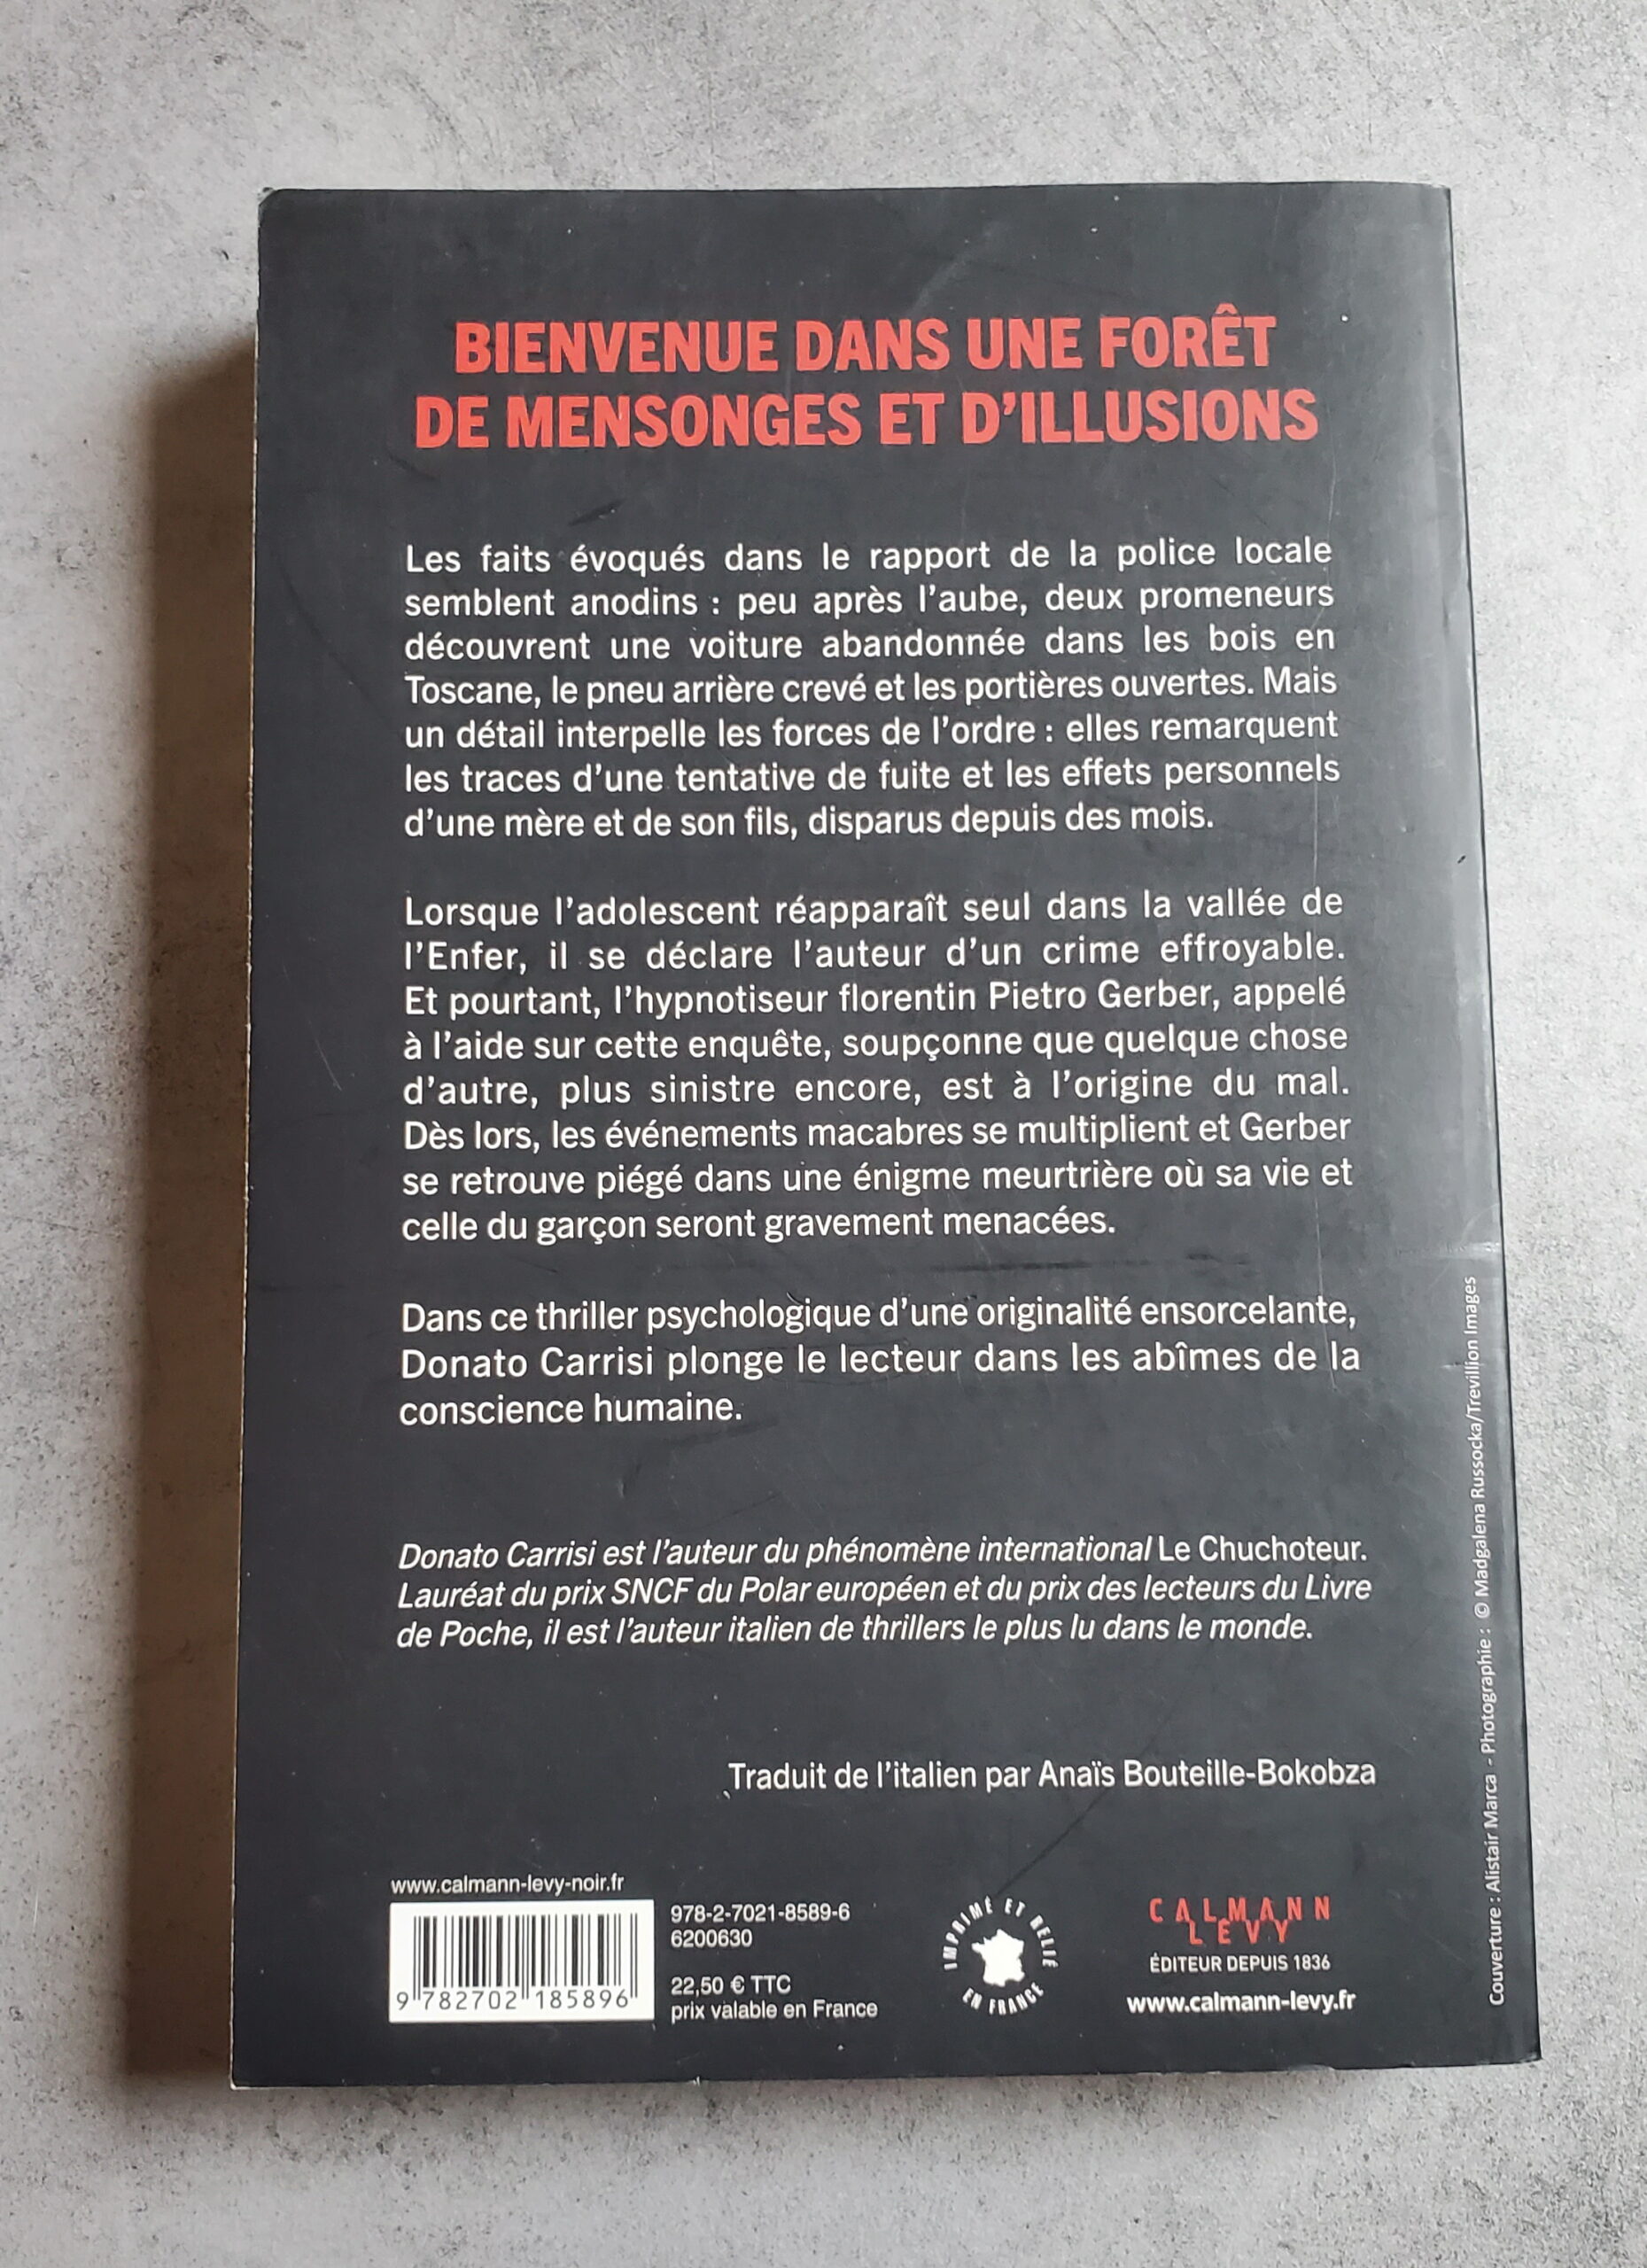 BIENVENUE DANS UNE FORÊT
DE MENSONGES ET D'ILLUSIONS
Les faits évoqués dans le rapport de la police locale
semblent anodins : peu après l'aube, deux promeneurs
découvrent une voiture abandonnée dans les bois en
Toscane, le pneu arrière crevé et les portières ouvertes. Mais
un détail interpelle les forces de l'ordre : elles remarquent
les traces d'une tentative de fuite et les effets personnels
d'une mère et de son fils, disparus depuis des mois.
Lorsque l'adolescent réapparaît seul dans la vallée de
l'Enfer, il se déclare l'auteur d'un crime effroyable.
Et pourtant, l'hypnotiseur florentin Pietro Gerber, appelé
à l'aide sur cette enquête, soupçonne que quelque chose
d'autre, plus sinistre encore, est à l'origine du mal.
Dès lors, les événements macabres se multiplient et Gerber
se retrouve piégé dans une énigme meurtrière où sa vie et
celle du garçon seront gravement menacées.
Dans ce thriller psychologique d'une originalité ensorcelante,
Donato Carrisi plonge le lecteur dans les abîmes de la
conscience humaine.
Donato Carrisi est l'auteur du phénomène international Le Chuchoteur.
Lauréat du prix SNCF du Polar européen et du prix des lecteurs du Livre
de Poche, il est l'auteur italien de thrillers le plus lu dans le monde.
Traduit de l'italien par Anaïs Bouteille-Bokobza
www.calmann-levy-noir.fr
9 782702 185896
978-2-7021-8589-6
6200630
22,50 € TTC
prix valable en France
IMPRIMÉ ET RELIÉ
EN FRANCE
CALMANN
LEVY
ÉDITEUR DEPUIS 1836
www.calmann-levy.fr
Couverture : Alistair Marca - Photographie : © Madgalena Russocka/Trevillion Images